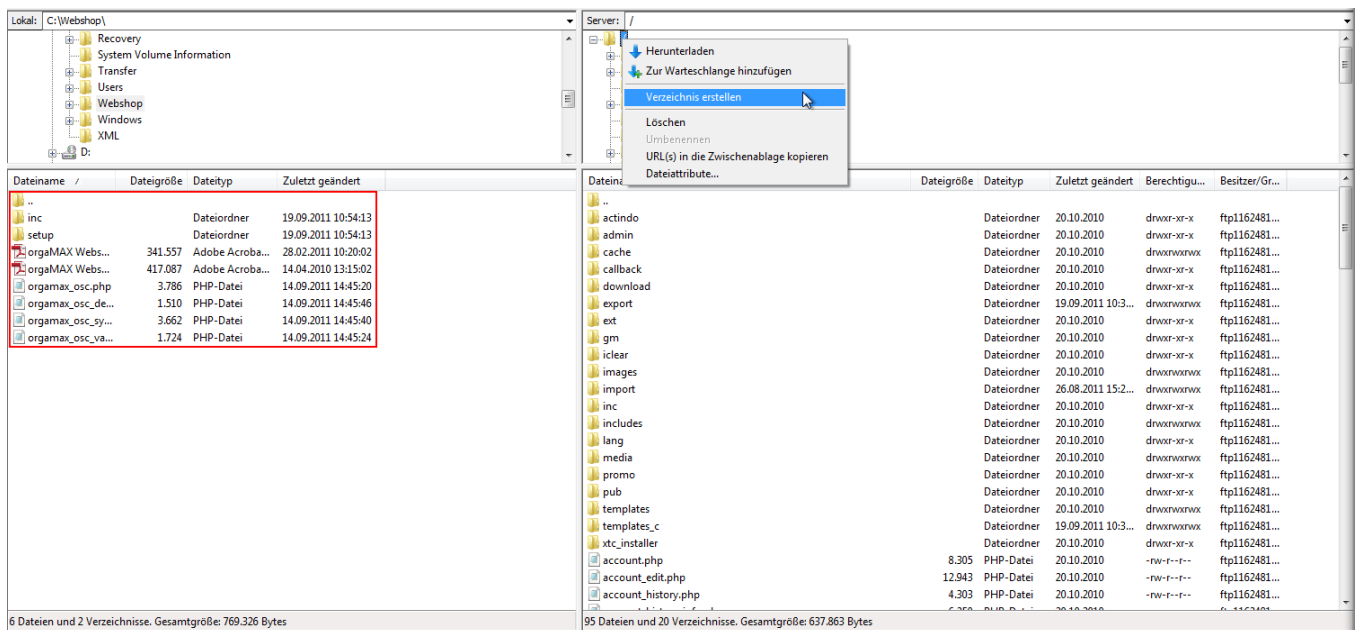 Lokal: C:\Webshop\
Recovery
System Volume Information
Transfer
Users
Webshop
Windows
XML
D:
Dateiname / Dateigröße Dateityp Zuletzt geändert
..
inc Dateiordner 19.09.2011 10:54:13
setup Dateiordner 19.09.2011 10:54:13
orgaMAX Webs... 341.557 Adobe Acroba... 28.02.2011 10:20:02
orgaMAX Webs... 417.087 Adobe Acroba... 14.04.2010 13:15:02
orgamax_osc.php 3.786 PHP-Datei 14.09.2011 14:45:20
orgamax_osc_de... 1.510 PHP-Datei 14.09.2011 14:45:46
orgamax_osc_sy... 3.662 PHP-Datei 14.09.2011 14:45:40
orgamax_osc_va... 1.724 PHP-Datei 14.09.2011 14:45:24
6 Dateien und 2 Verzeichnisse. Gesamtgröße: 769.326 Bytes
Server: /
/
Herunterladen
Zur Warteschlange hinzufügen
Verzeichnis erstellen
Löschen
Umbenennen
URL(s) in die Zwischenablage kopieren
Dateiattribute...
Dateina Dateigröße Dateityp Zuletzt geändert Berechtigu... Besitzer/Gr...
..
actindo Dateiordner 20.10.2010 drwxr-xr-x ftp1162481...
admin Dateiordner 20.10.2010 drwxr-xr-x ftp1162481...
cache Dateiordner 20.10.2010 drwxrwxrwx ftp1162481...
callback Dateiordner 20.10.2010 drwxr-xr-x ftp1162481...
download Dateiordner 20.10.2010 drwxr-xr-x ftp1162481...
export Dateiordner 19.09.2011 10:3... drwxrwxrwx ftp1162481...
ext Dateiordner 20.10.2010 drwxr-xr-x ftp1162481...
gm Dateiordner 20.10.2010 drwxr-xr-x ftp1162481...
iclear Dateiordner 20.10.2010 drwxr-xr-x ftp1162481...
images Dateiordner 20.10.2010 drwxrwxrwx ftp1162481...
import Dateiordner 26.08.2011 15:2... drwxrwxrwx ftp1162481...
inc Dateiordner 20.10.2010 drwxr-xr-x ftp1162481...
includes Dateiordner 20.10.2010 drwxrwxrwx ftp1162481...
lang Dateiordner 20.10.2010 drwxr-xr-x ftp1162481...
media Dateiordner 20.10.2010 drwxrwxrwx ftp1162481...
promo Dateiordner 20.10.2010 drwxr-xr-x ftp1162481...
pub Dateiordner 20.10.2010 drwxr-xr-x ftp1162481...
templates Dateiordner 20.10.2010 drwxrwxrwx ftp1162481...
templates_c Dateiordner 19.09.2011 10:3... drwxrwxrwx ftp1162481...
xtc_installer Dateiordner 20.10.2010 drwxr-xr-x ftp1162481...
account.php 8.305 PHP-Datei 20.10.2010 -rw-r--r-- ftp1162481...
account_edit.php 12.943 PHP-Datei 20.10.2010 -rw-r--r-- ftp1162481...
account_history.php 4.303 PHP-Datei 20.10.2010 -rw-r--r-- ftp1162481...
95 Dateien und 20 Verzeichnisse. Gesamtgröße: 637.863 Bytes